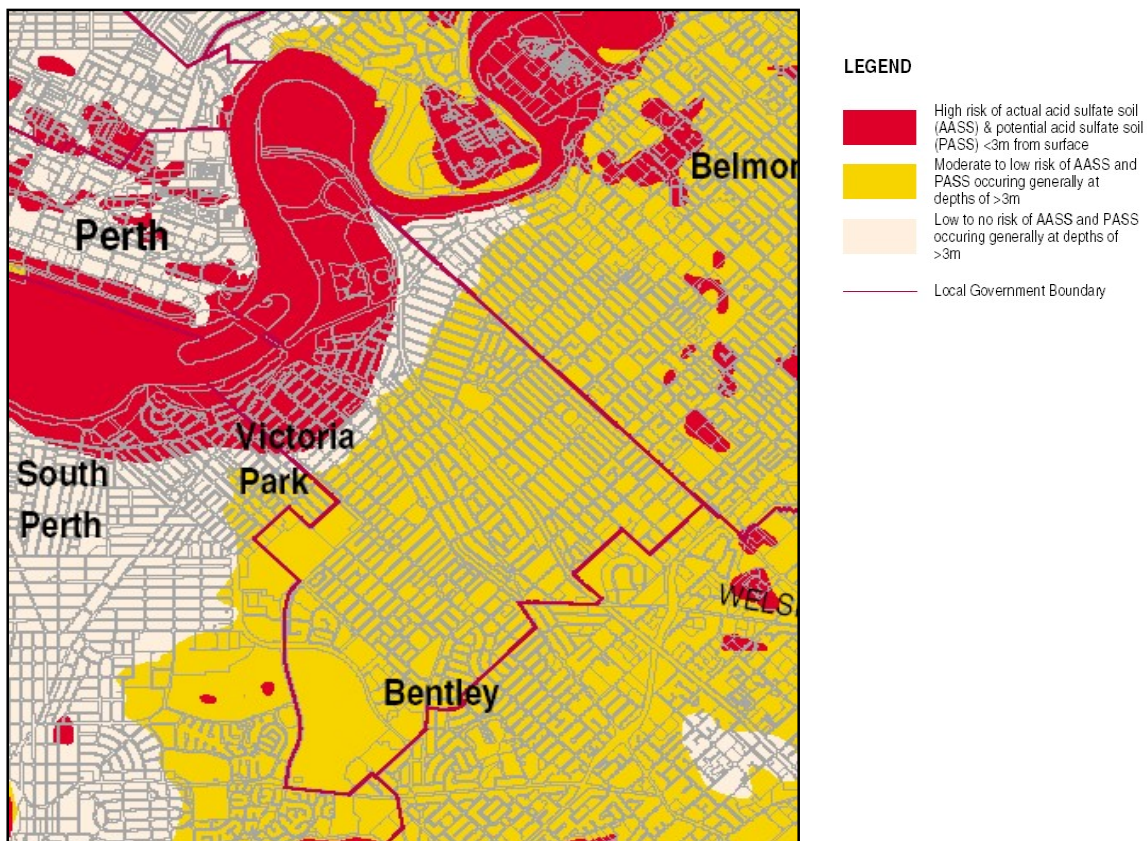 Belmon
Perth
Victoria
Park
South
Perth
WELSI
Bentley
LEGEND
High risk of actual acid sulfate soil
(AASS) & potential acid sulfate soil
(PASS) <3m from surface
Moderate to low risk of AASS and
PASS occuring generally at
depths of >3m
Low to no risk of AASS and PASS
occuring generally at depths of
>3m
Local Government Boundary